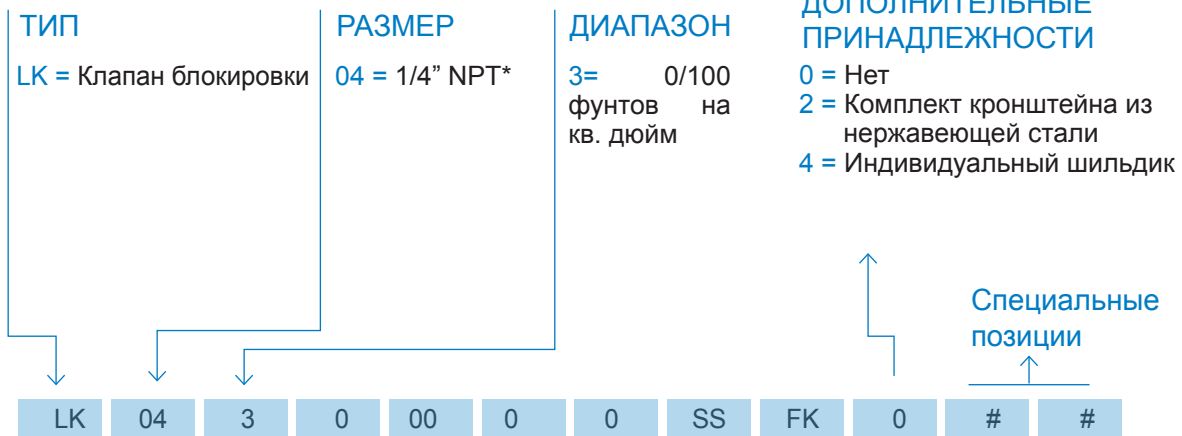 ТИП
LK = Клапан блокировки
РАЗМЕР
04 = 1/4” NPT*
ДИАПАЗОН
3= 0/100
фунтов на
кв. дюйм
ДОПОЛНИТЕЛЬНЫЕ
ПРИНАДЛЕЖНОСТИ
0 = Нет
2 = Комплект кронштейна из
нержавеющей стали
4 = Индивидуальный шильдик
Специальные
позиции
LK 04 3 0 00 0 0 SS FK 0 # #